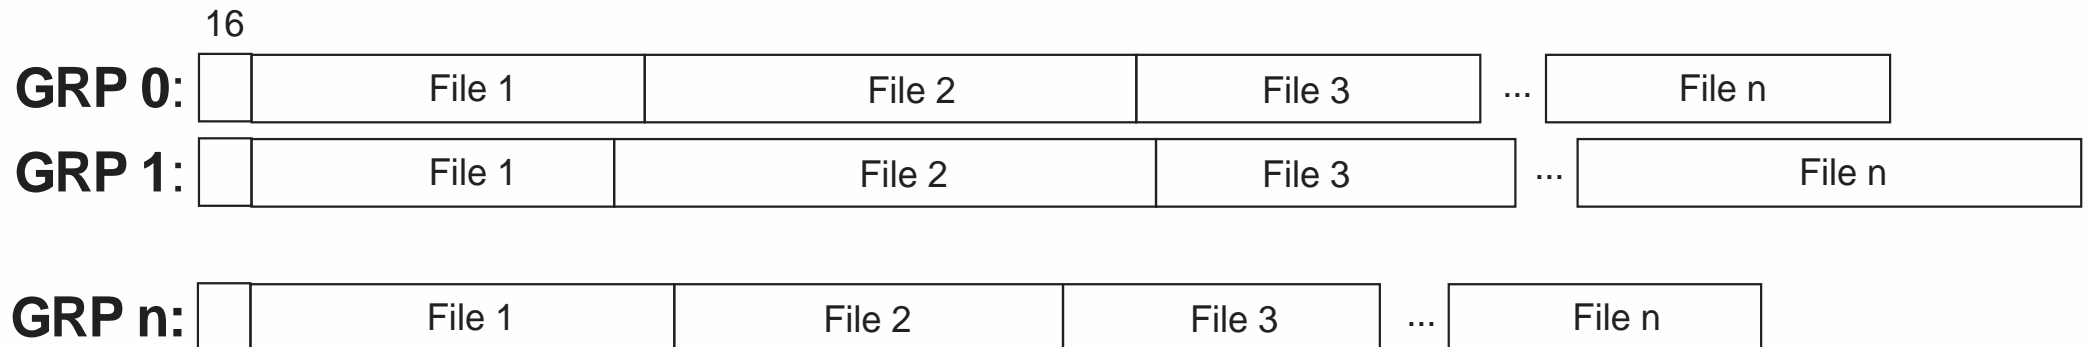 16
GRP 0: File 1 File 2 File 3 ... File n
GRP 1: File 1 File 2 File 3 ... File n
GRP n: File 1 File 2 File 3 ... File n